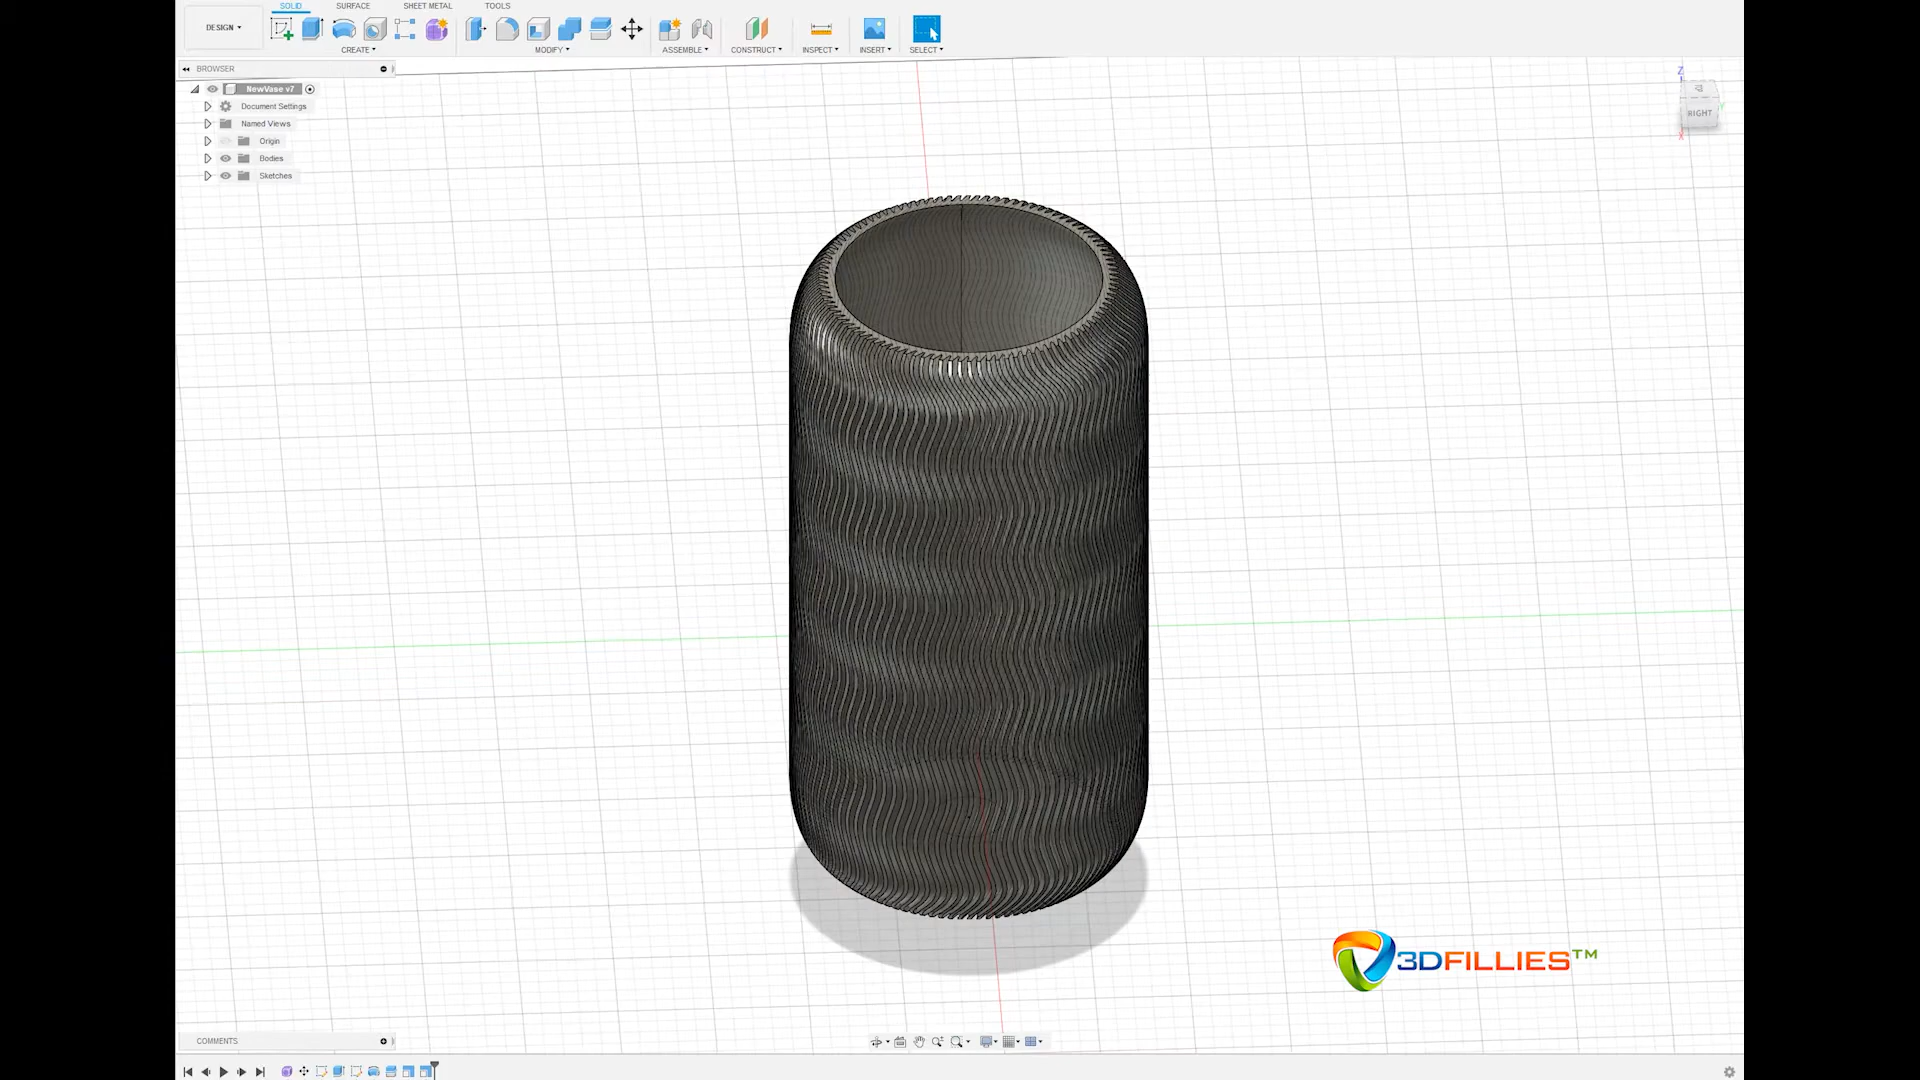 SOLID SURFACE SHEET METAL TOOLS
DESIGN
CREATE MODIFY ASSEMBLE CONSTRUCT INSPECT INSERT SELECT
BROWSER
NewVase v7
Document Settings
Named Views
Origin
Bodies
Sketches
Z
Y
RIGHT
X
3DFILLIES™
COMMENTS